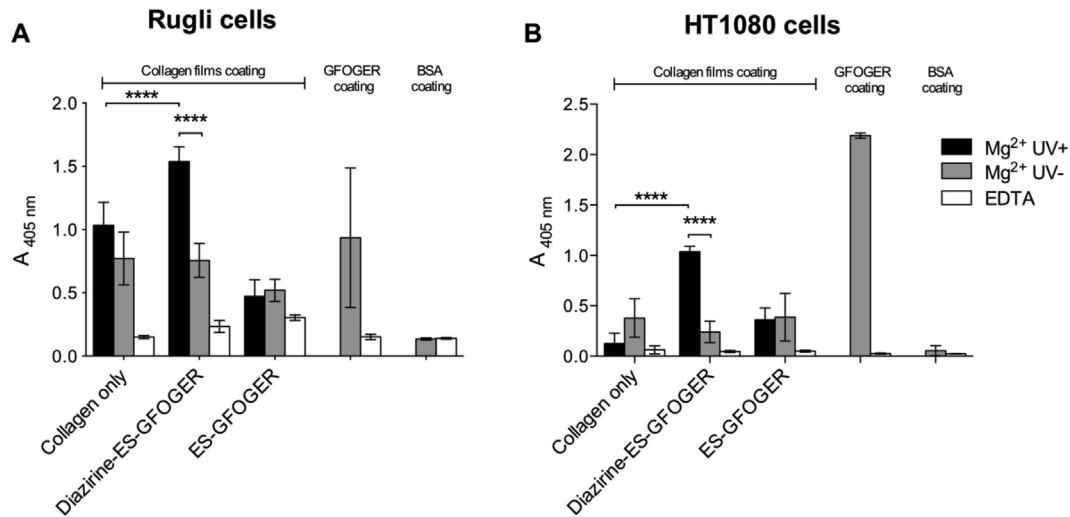 A
Rugli cells
Collagen films coating
GFOGER
coating
BSA
coating
****
****
2.0
1.5
1.0
0.5
0.0
A 405 nm
Collagen only
Diazirine-ES-GFOGER
ES-GFOGER
B
HT1080 cells
Collagen films coating
GFOGER
coating
BSA
coating
****
****
2.5
2.0
1.5
1.0
0.5
0.0
A 405 nm
Collagen only
Diazirine-ES-GFOGER
ES-GFOGER
Mg2+ UV+
Mg2+ UV-
EDTA